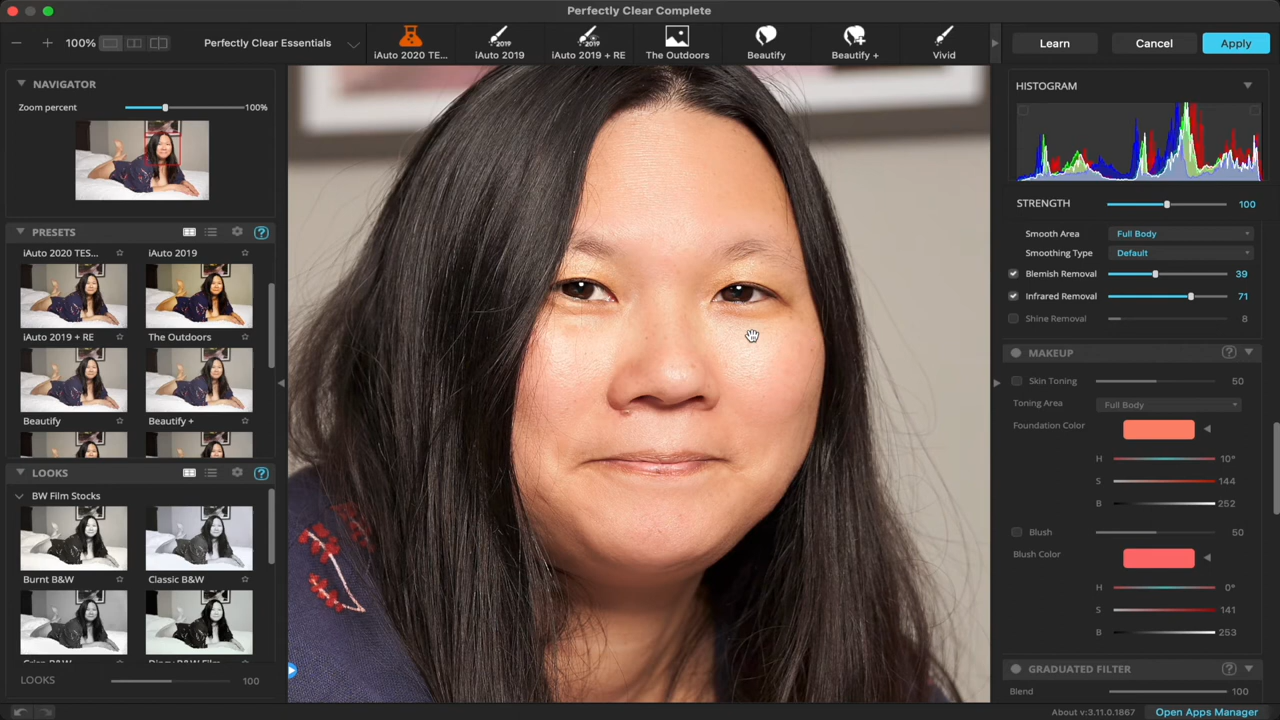 Perfectly Clear Complete
100%
Perfectly Clear Essentials
iAuto 2020 TE...
iAuto 2019
iAuto 2019 + RE
The Outdoors
Beautify
Beautify +
Vivid
Learn
Cancel
Apply
NAVIGATOR
Zoom percent
100%
PRESETS
?
iAuto 2020 TES...
iAuto 2019
iAuto 2019 + RE
The Outdoors
Beautify
Beautify +
LOOKS
?
BW Film Stocks
Burnt B&W
Classic B&W
Crisp B&W
Dingy B&W Film
LOOKS
100
HISTOGRAM
STRENGTH
100
Smooth Area
Full Body
Smoothing Type
Default
Blemish Removal
39
Infrared Removal
71
Shine Removal
8
MAKEUP
?
Skin Toning
50
Toning Area
Full Body
Foundation Color
H
10°
S
144
B
252
Blush
50
Blush Color
H
0°
S
141
B
253
GRADUATED FILTER
?
Blend
100
About v:3.11.0.1867
Open Apps Manager